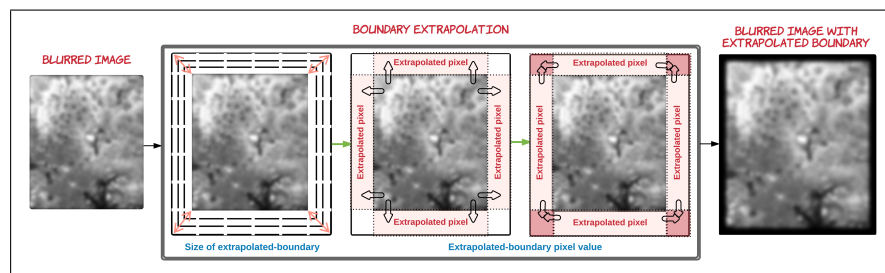 BOUNDARY EXTRAPOLATION
BLURRED IMAGE WITH
EXTRAPOLATED BOUNDARY
BLURRED IMAGE
Extrapolated pixel
Extrapolated pixel
Extrapolated pixel
Extrapolated pixel
Extrapolated pixel
Extrapolated pixel
Extrapolated pixel
Extrapolated pixel
Size of extrapolated-boundary
Extrapolated-boundary pixel value